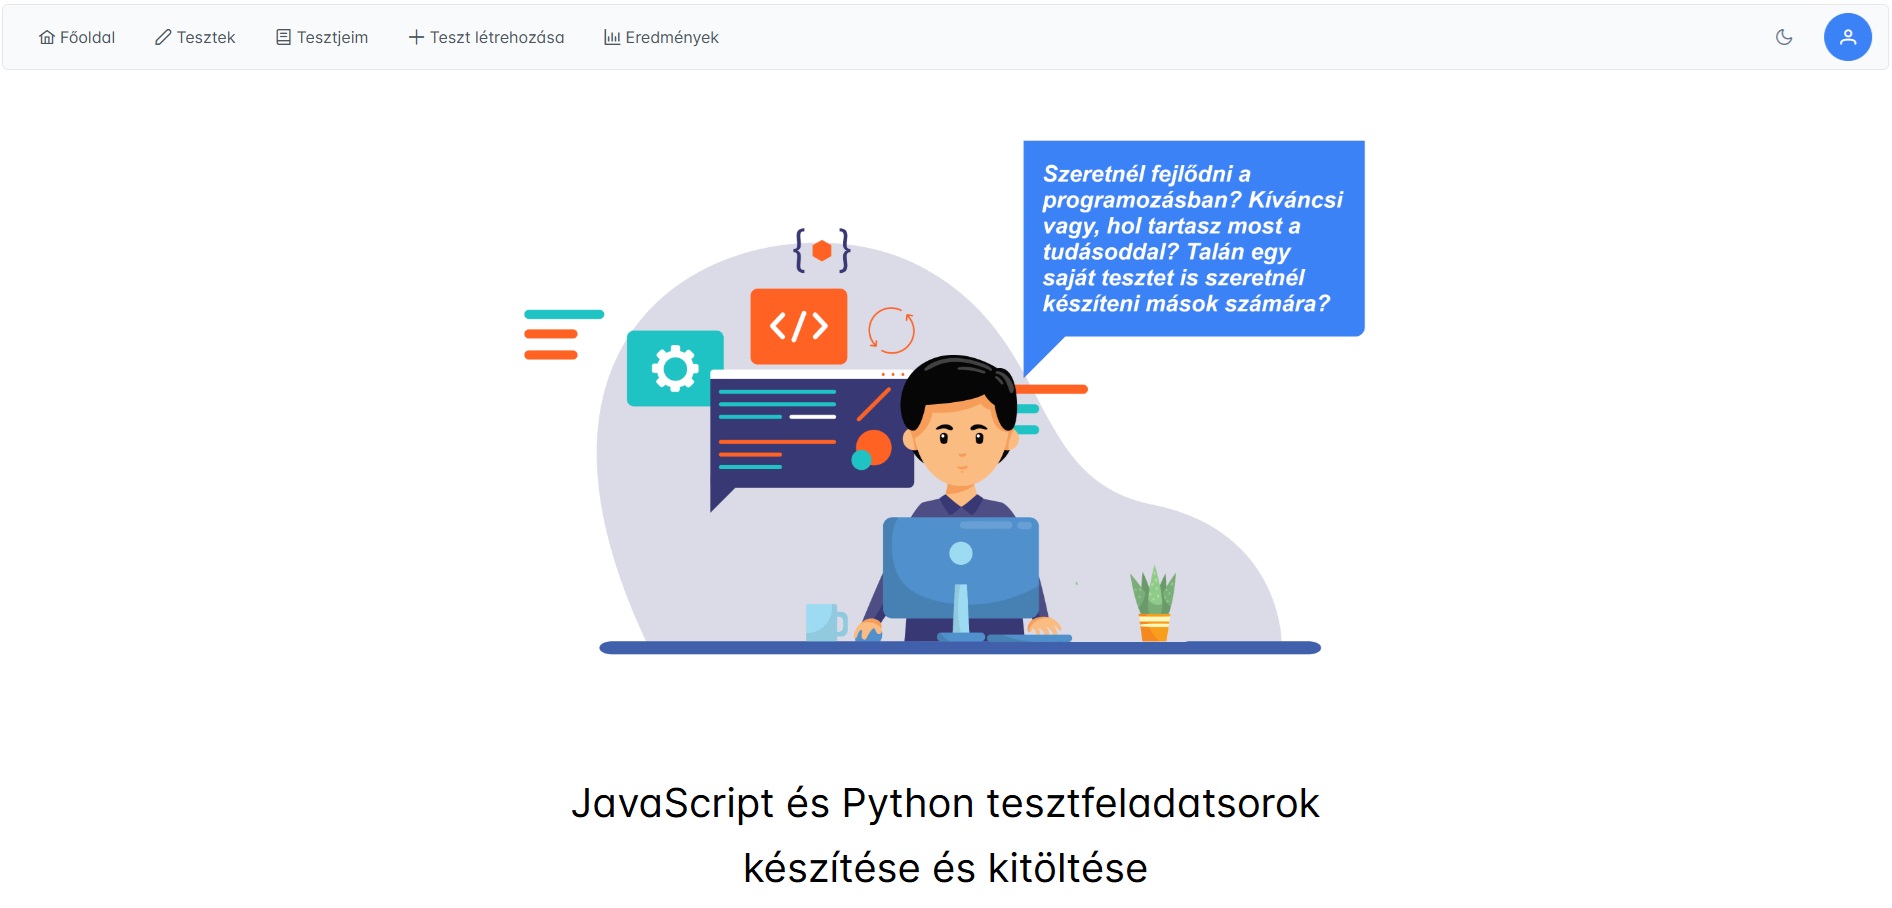 Főoldal Tesztek Tesztjeim Teszt létrehozása Eredmények
Szeretnél fejlődni a
programozásban? Kíváncsi
vagy, hol tartasz most a
tudásoddal? Talán egy
saját tesztet is szeretnél
készíteni mások számára?
{ }
</>
JavaScript és Python tesztfeladatsorok
készítése és kitöltése